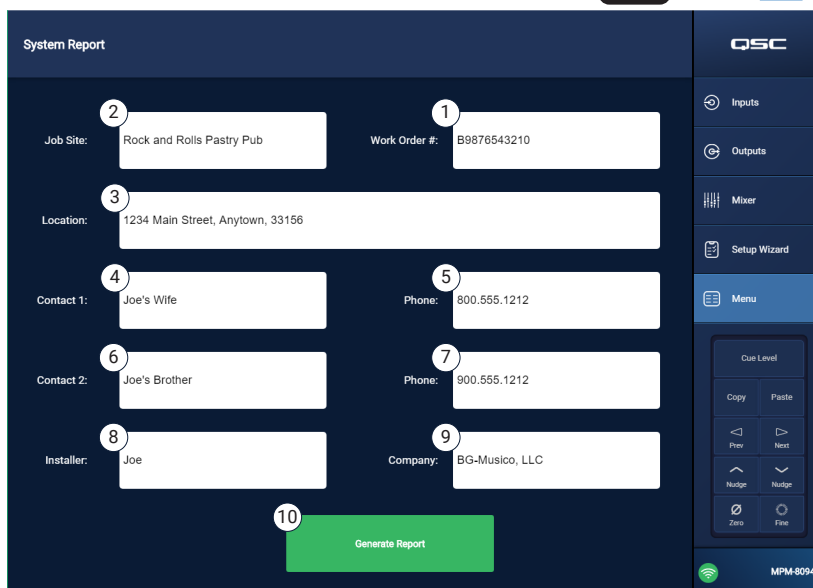 System Report
QSC
2
1
Job Site:
Rock and Rolls Pastry Pub
Work Order #:
B9876543210
3
Location:
1234 Main Street, Anytown, 33156
4
5
Contact 1:
Joe's Wife
Phone:
800.555.1212
6
7
Contact 2:
Joe's Brother
Phone:
900.555.1212
8
9
Installer:
Joe
Company:
BG-Musico, LLC
10
Generate Report
Inputs
Outputs
Mixer
Setup Wizard
Menu
Cue Level
Copy
Paste
Prev
Next
Nudge
Nudge
Zero
Fine
MPM-8094